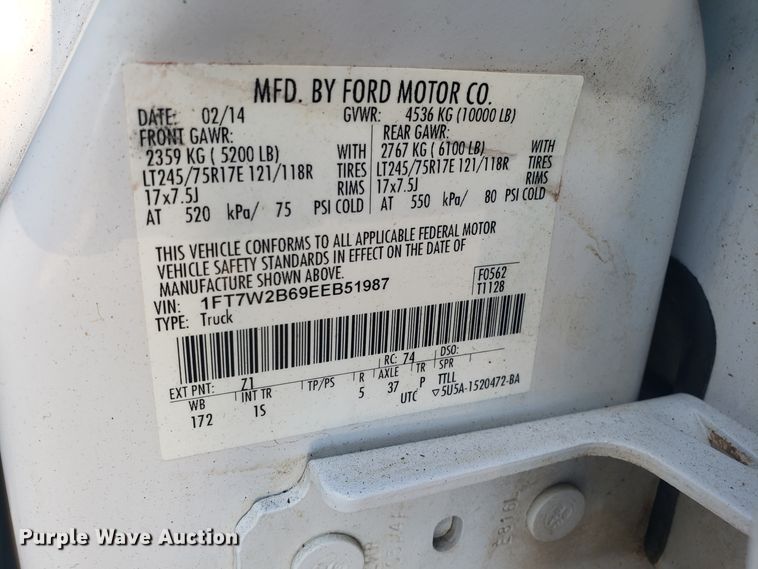 MFD. BY FORD MOTOR CO.
DATE: 02/14 GVWR: 4536 KG (10000 LB)
FRONT GAWR: REAR GAWR:
2359 KG ( 5200 LB) WITH 2767 KG ( 6100 LB) WITH
LT245/75R17E 121/118R TIRES LT245/75R17E 121/118R TIRES
17x7.5J RIMS 17x7.5J RIMS
AT 520 kPa/ 75 PSI COLD AT 550 kPa/ 80 PSI COLD
THIS VEHICLE CONFORMS TO ALL APPLICABLE FEDERAL MOTOR
VEHICLE SAFETY STANDARDS IN EFFECT ON THE DATE OF
MANUFACTURE SHOWN ABOVE.
VIN: 1FT7W2B69EEB51987 F0562
TYPE: Truck T1128
EXT PNT: Z1 RC: 74 DSO:
WB INT TR TP/PS R AXLE TR SPR
172 1S 5 37 P TTLL
UTC ▽5U5A-1520472-BA
Purple Wave Auction